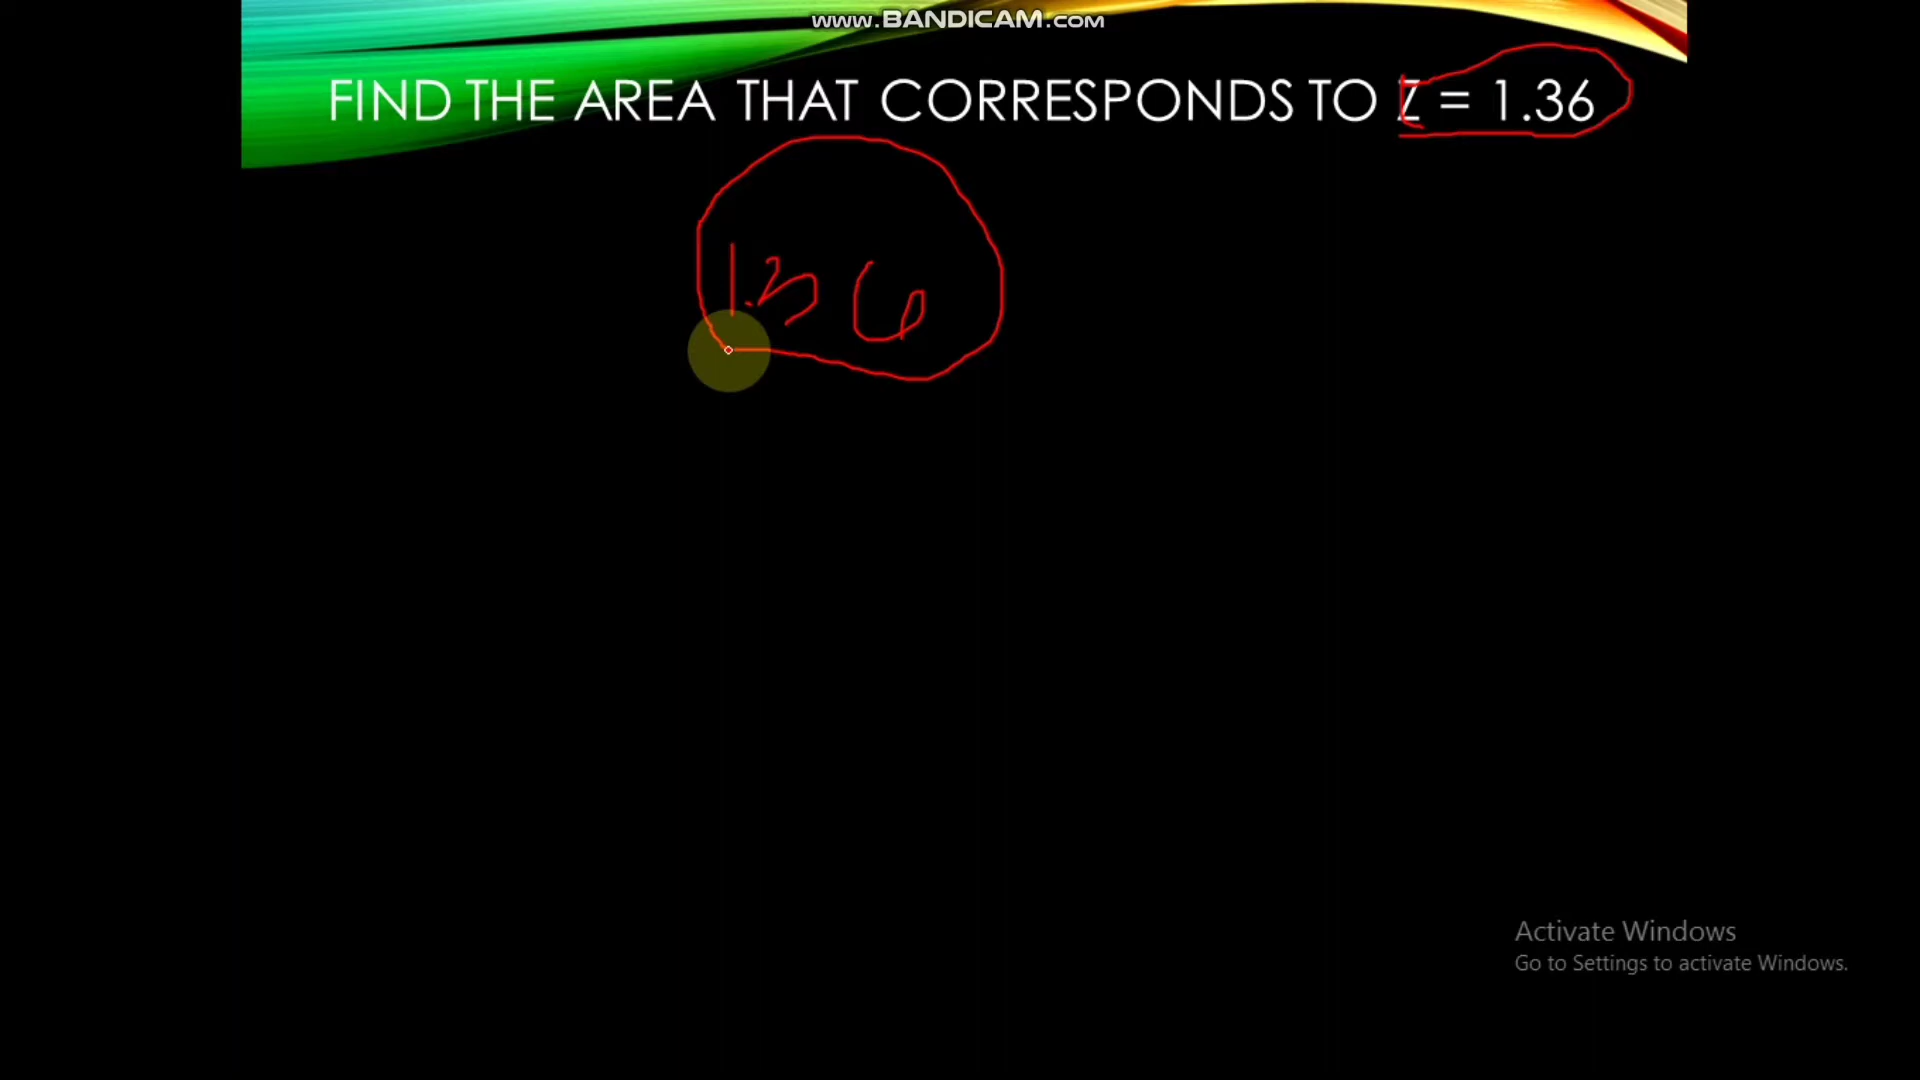 www.BANDICAM.com
FIND THE AREA THAT CORRESPONDS TO Z = 1.36
1.36
Activate Windows
Go to Settings to activate Windows.